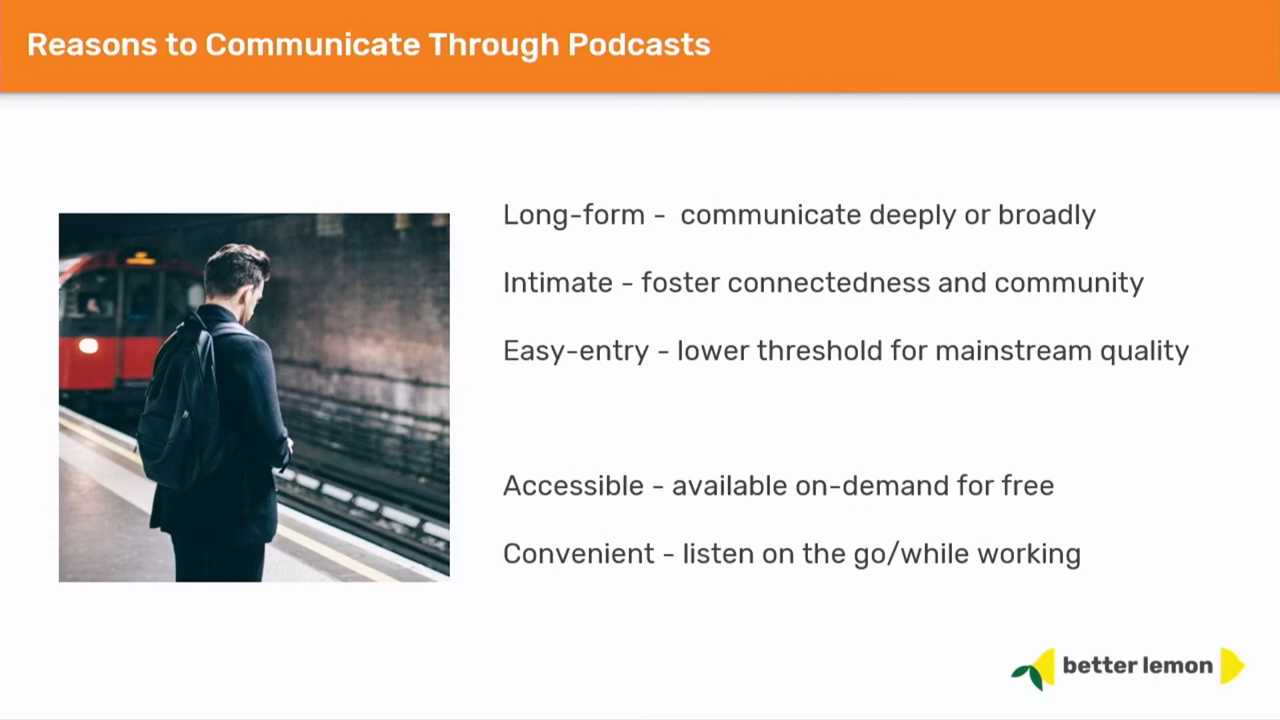 Reasons to Communicate Through Podcasts
Long-form -  communicate deeply or broadly
Intimate - foster connectedness and community
Easy-entry - lower threshold for mainstream quality
Accessible - available on-demand for free
Convenient - listen on the go/while working
better lemon